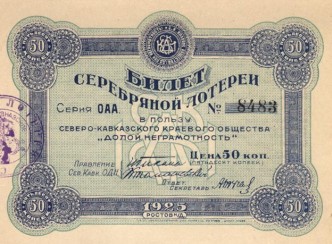 50 50
БИЛЕТ
СЕРЕБРЯНОЙ ЛОТЕРЕИ
Серия ОАА. № 8483
В ПОЛЬЗУ
СЕВЕРО-КАВКАЗСКОГО КРАЕВОГО ОБЩЕСТВА
"ДОЛОЙ НЕГРАМОТНОСТЬ"
ЦЕНА 50 КОП.
(ПЯТЬДЕСЯТ КОПЕЕК)
ПРАВЛЕНИЕ
СЕВ. КАВК. О.Д.Н.
ОТВЕТ.
СЕКРЕТАРЬ
50 1925 50
РОСТОВ Н/Д